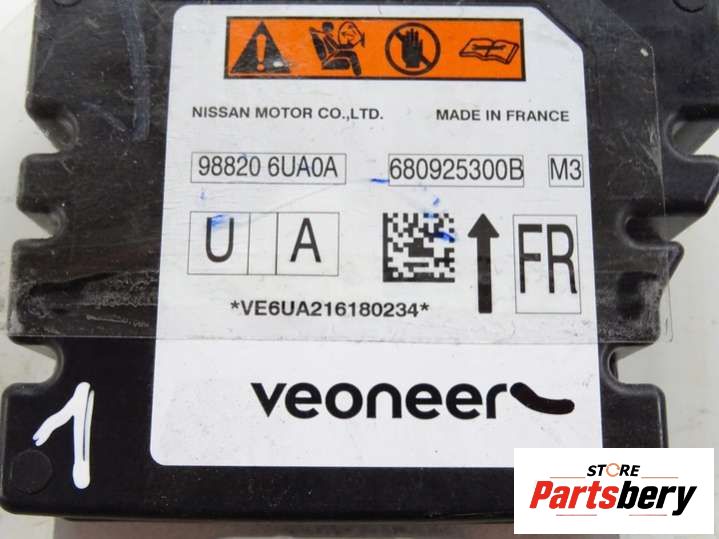 NISSAN MOTOR CO.,LTD. MADE IN FRANCE
98820 6UA0A 680925300B M3
U A FR
*VE6UA216180234*
veoneer
1
STORE
Partsbery